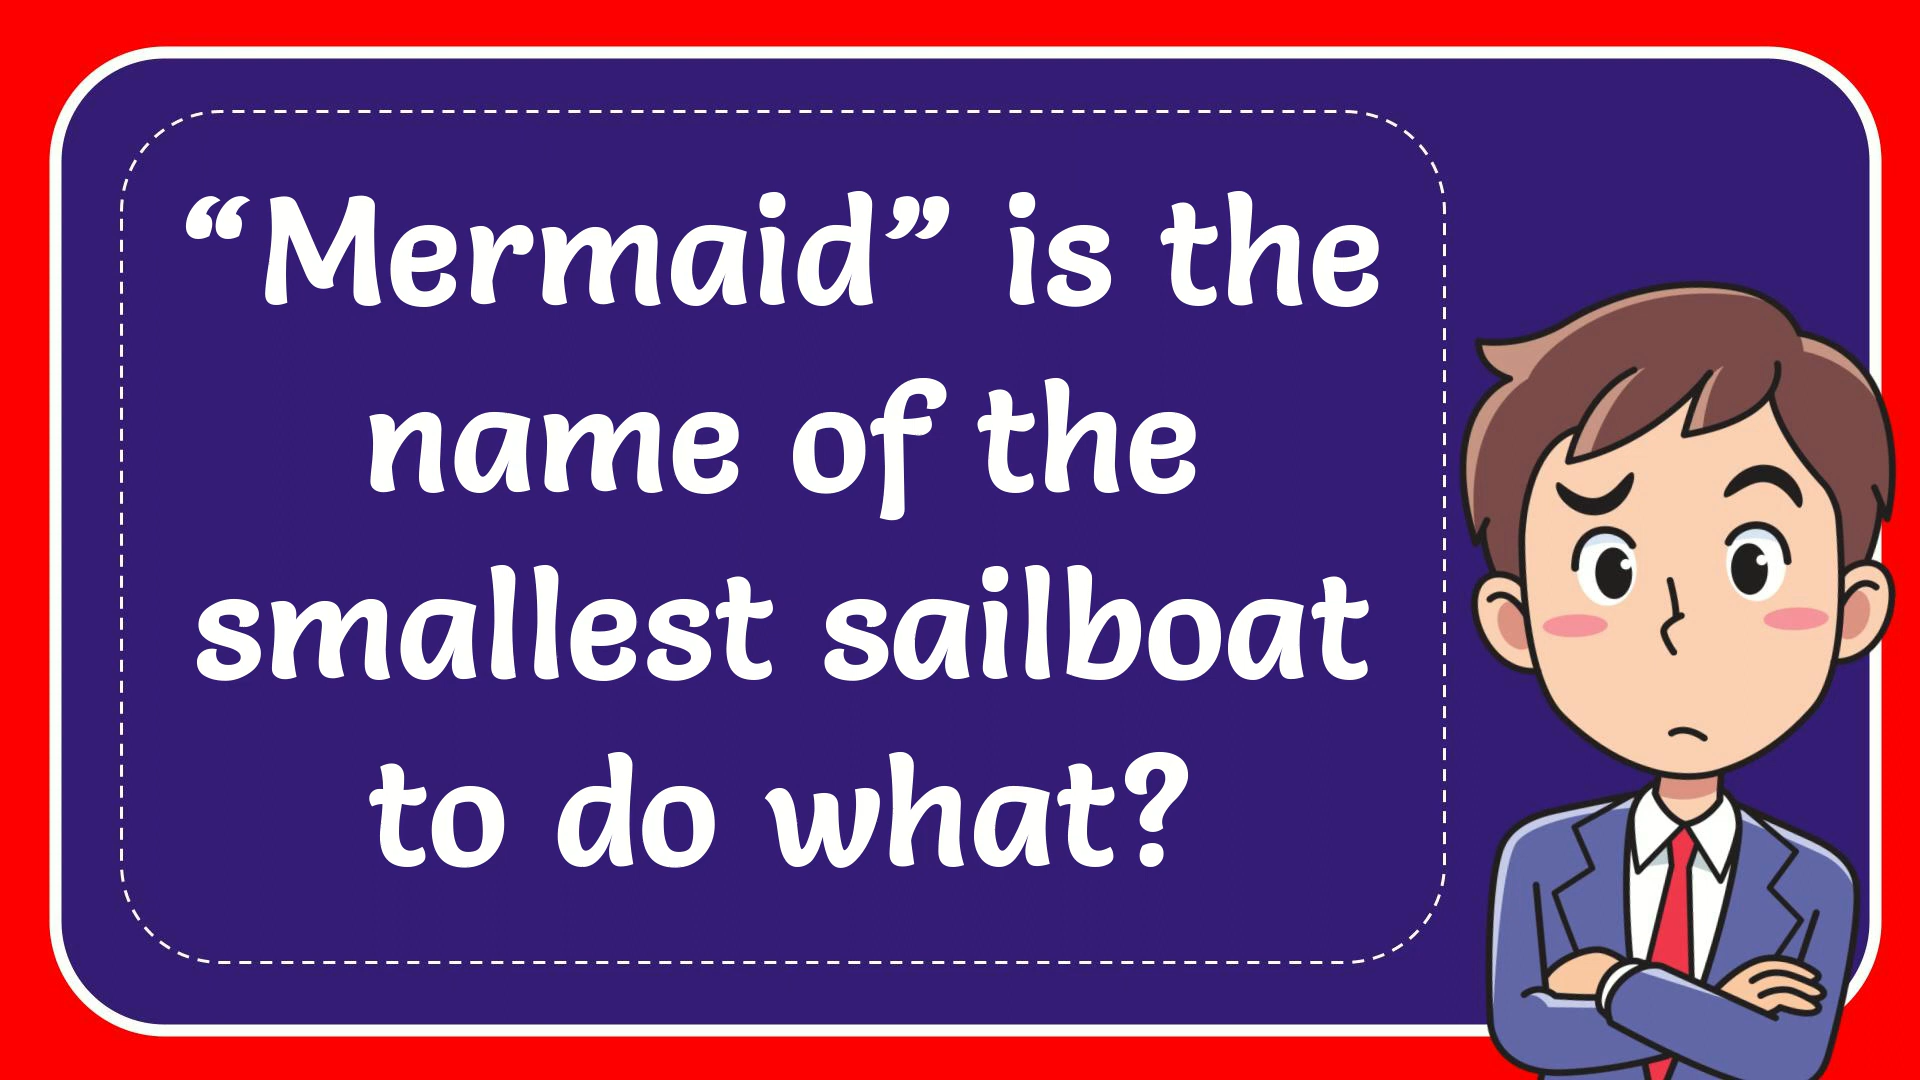 “Mermaid” is the
name of the
smallest sailboat
to do what?